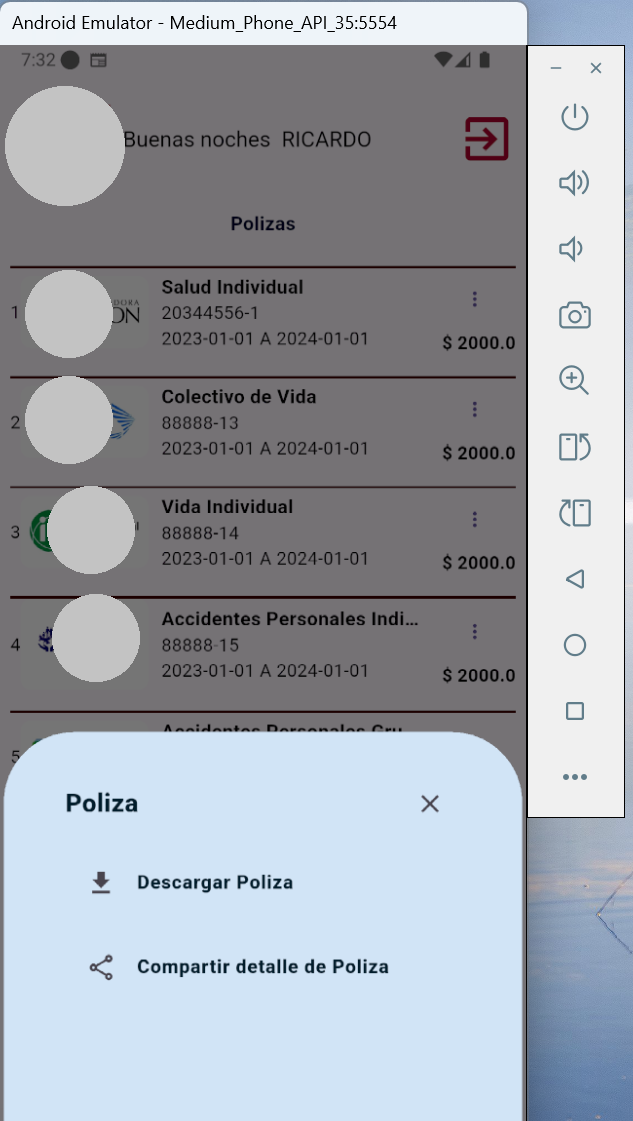 Android Emulator - Medium_Phone_API_35:5554
7:32
Buenas noches RICARDO
Polizas
1
DORA
ON
Salud Individual
20344556-1
2023-01-01 A 2024-01-01
$ 2000.0
2
Colectivo de Vida
88888-13
2023-01-01 A 2024-01-01
$ 2000.0
3
Vida Individual
88888-14
2023-01-01 A 2024-01-01
$ 2000.0
4
Accidentes Personales Indi...
88888-15
2023-01-01 A 2024-01-01
$ 2000.0
5
Accidentes Personales Gru...
Poliza
Descargar Poliza
Compartir detalle de Poliza